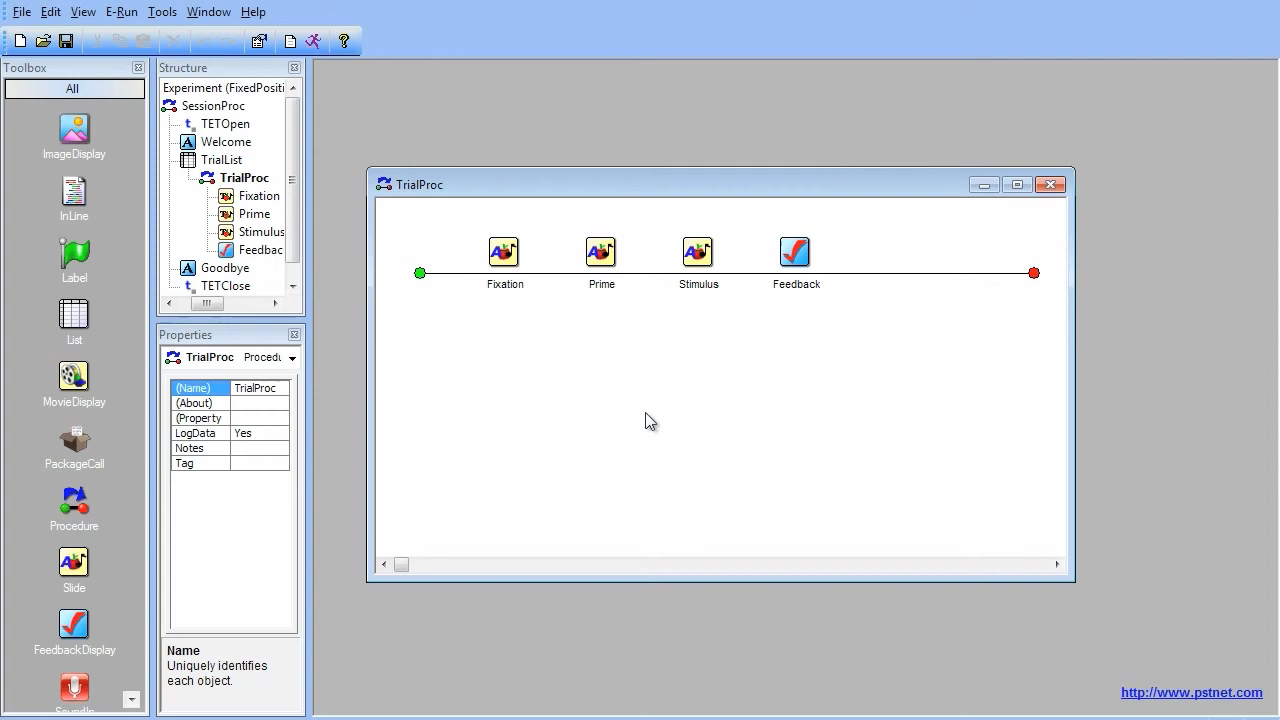 File Edit View E-Run Tools Window Help
Toolbox
All
ImageDisplay
InLine
Label
List
MovieDisplay
PackageCall
Procedure
Slide
FeedbackDisplay
Structure
Experiment (FixedPositi
SessionProc
TETOpen
Welcome
TrialList
TrialProc
Fixation
Prime
Stimulus
Feedbac
Goodbye
TETClose
Properties
TrialProc Procedu
(Name) TrialProc
(About)
(Property
LogData Yes
Notes
Tag
Name
Uniquely identifies
each object.
TrialProc
Fixation Prime Stimulus Feedback
http://www.pstnet.com